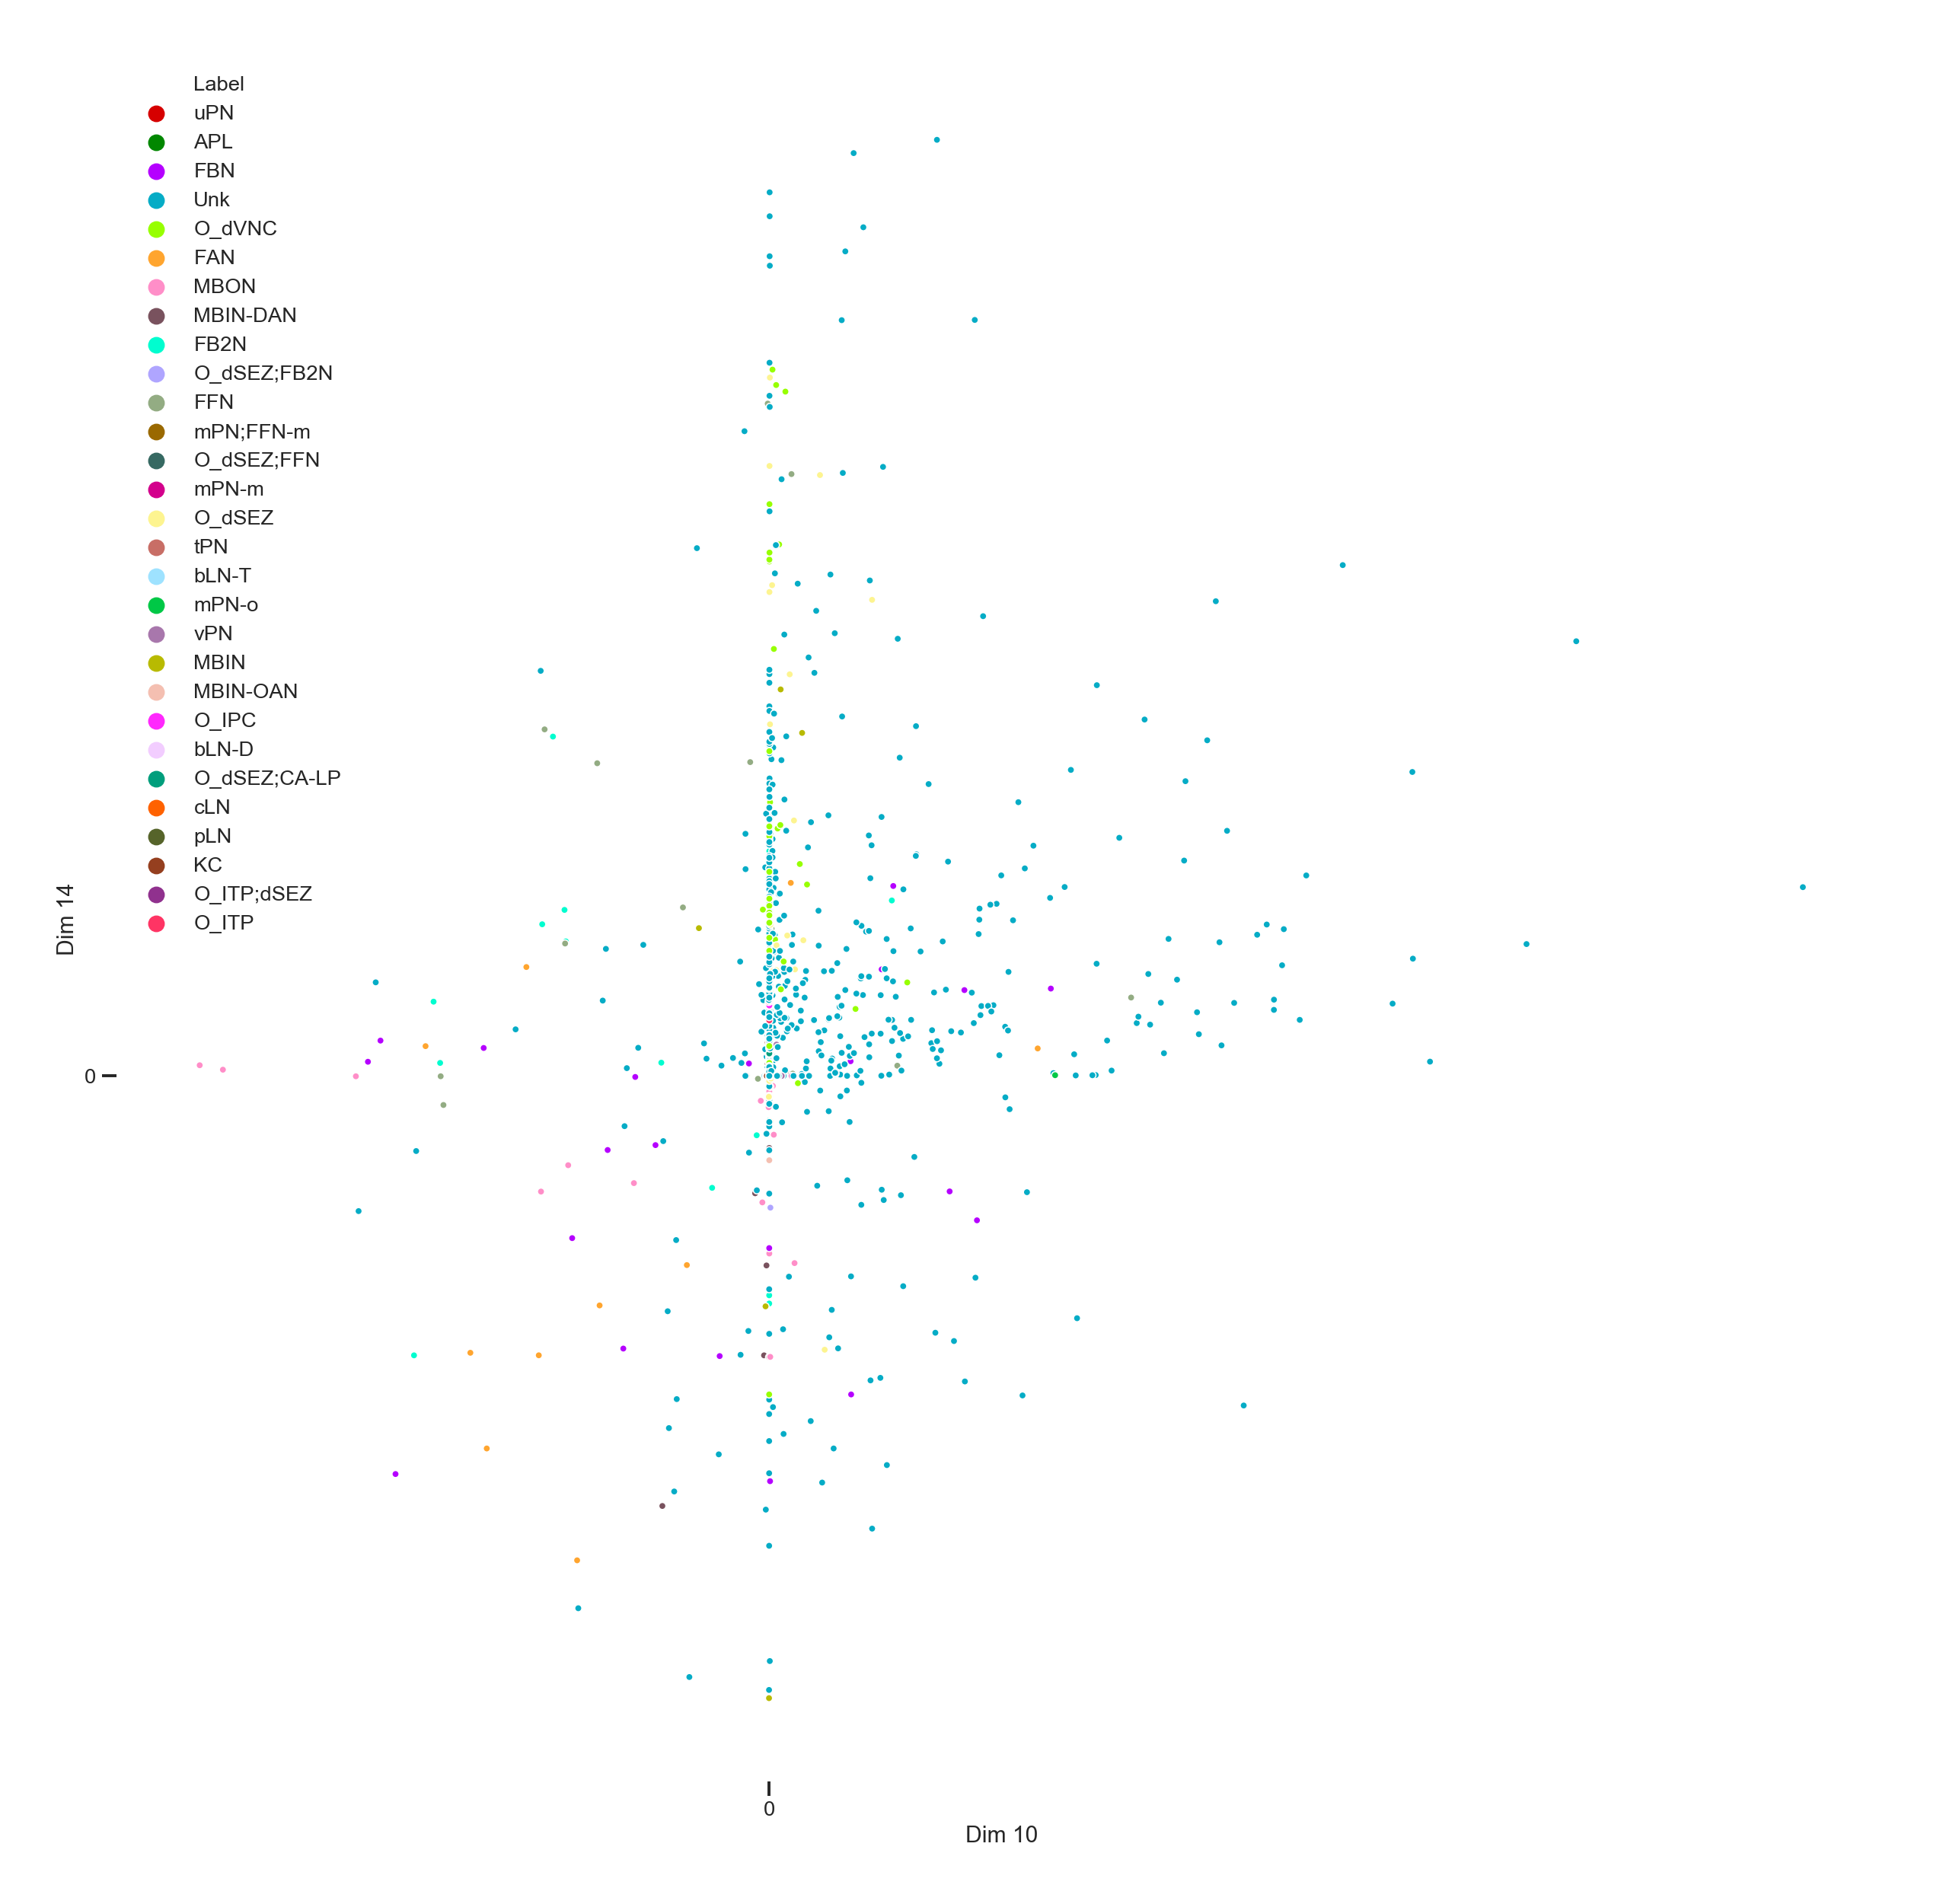 Label
uPN
APL
FBN
Unk
O_dVNC
FAN
MBON
MBIN-DAN
FB2N
O_dSEZ;FB2N
FFN
mPN;FFN-m
O_dSEZ;FFN
mPN-m
O_dSEZ
tPN
bLN-T
mPN-o
vPN
MBIN
MBIN-OAN
O_IPC
bLN-D
O_dSEZ;CA-LP
cLN
pLN
KC
O_ITP;dSEZ
O_ITP
Dim 14
0
0
Dim 10